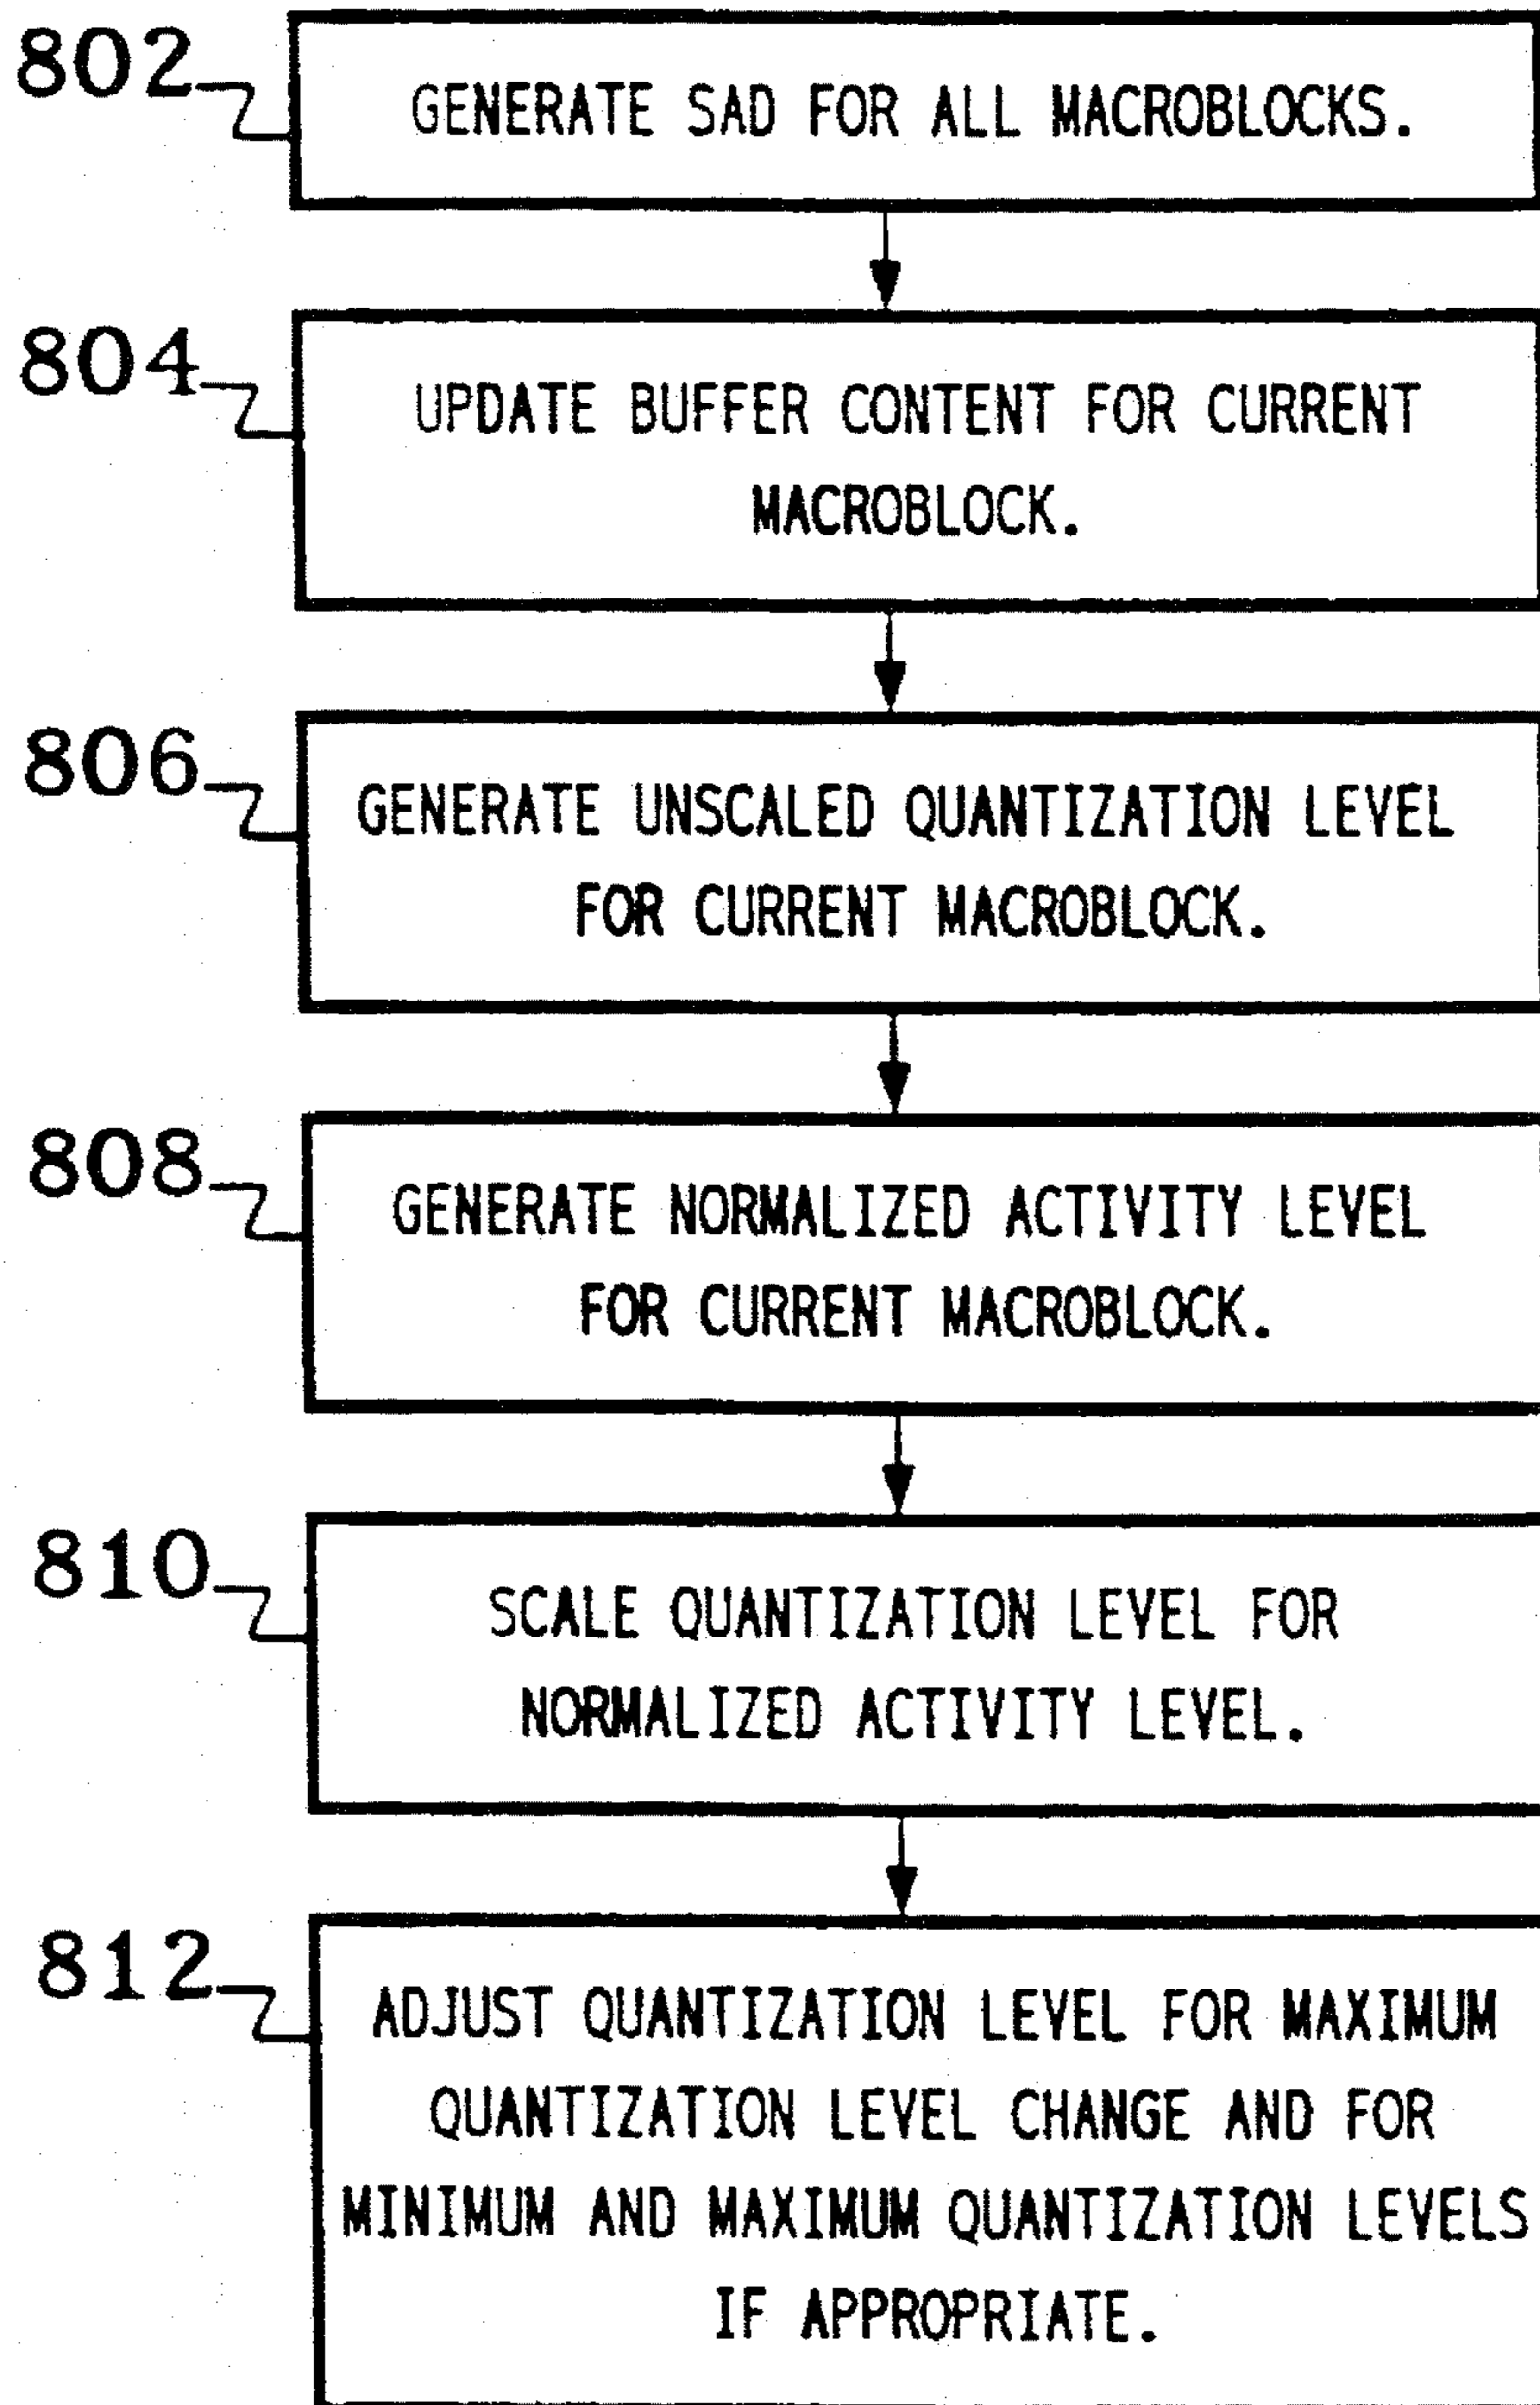 802
GENERATE SAD FOR ALL MACROBLOCKS.
804
UPDATE BUFFER CONTENT FOR CURRENT
MACROBLOCK.
806
GENERATE UNSCALED QUANTIZATION LEVEL
FOR CURRENT MACROBLOCK.
808
GENERATE NORMALIZED ACTIVITY LEVEL
FOR CURRENT MACROBLOCK.
810
SCALE QUANTIZATION LEVEL FOR
NORMALIZED ACTIVITY LEVEL.
812
ADJUST QUANTIZATION LEVEL FOR MAXIMUM
QUANTIZATION LEVEL CHANGE AND FOR
MINIMUM AND MAXIMUM QUANTIZATION LEVELS
IF APPROPRIATE.